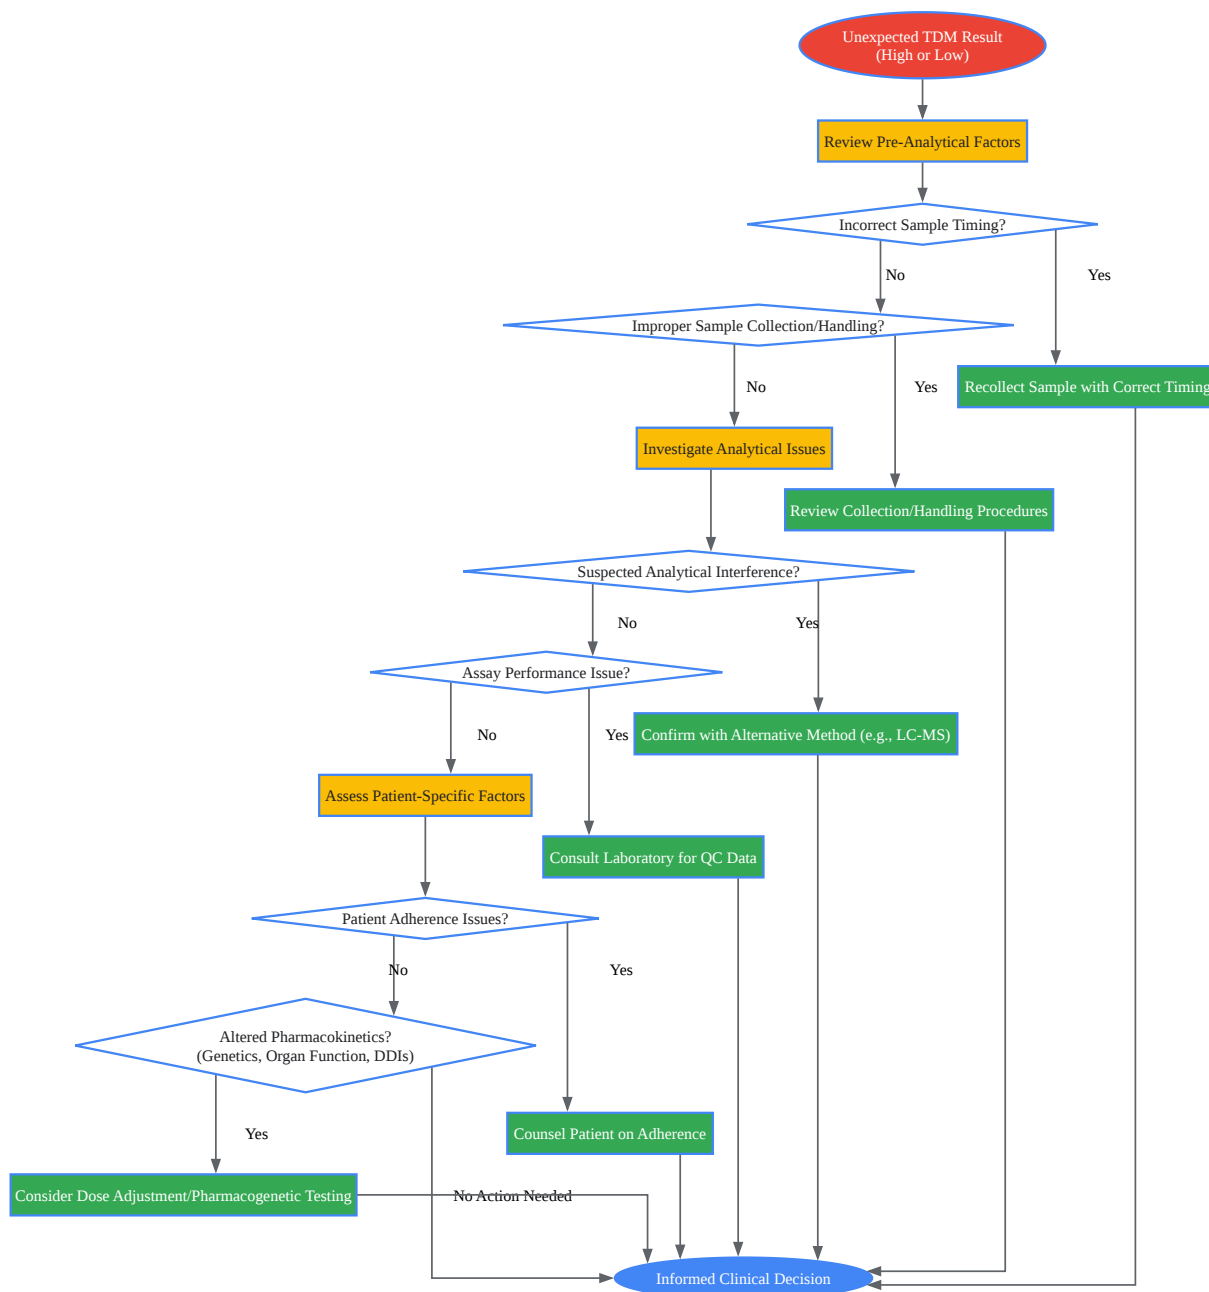 Unexpected TDM Result
(High or Low)
Review Pre-Analytical Factors
Incorrect Sample Timing?
No
Yes
Improper Sample Collection/Handling?
No
Yes
Recollect Sample with Correct Timing
Investigate Analytical Issues
Review Collection/Handling Procedures
Suspected Analytical Interference?
No
Yes
Assay Performance Issue?
No
Yes
Confirm with Alternative Method (e.g., LC-MS)
Assess Patient-Specific Factors
Consult Laboratory for QC Data
Patient Adherence Issues?
No
Yes
Altered Pharmacokinetics?
(Genetics, Organ Function, DDIs)
Yes
Counsel Patient on Adherence
Consider Dose Adjustment/Pharmacogenetic Testing
No Action Needed
Informed Clinical Decision